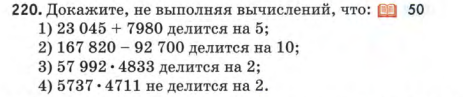 220. Докажите, не выполняя вычислений, что: 50
1) 23 045 + 7980 делится на 5;
2) 167 820 – 92 700 делится на 10;
3) 57 992 · 4833 делится на 2;
4) 5737 · 4711 не делится на 2.